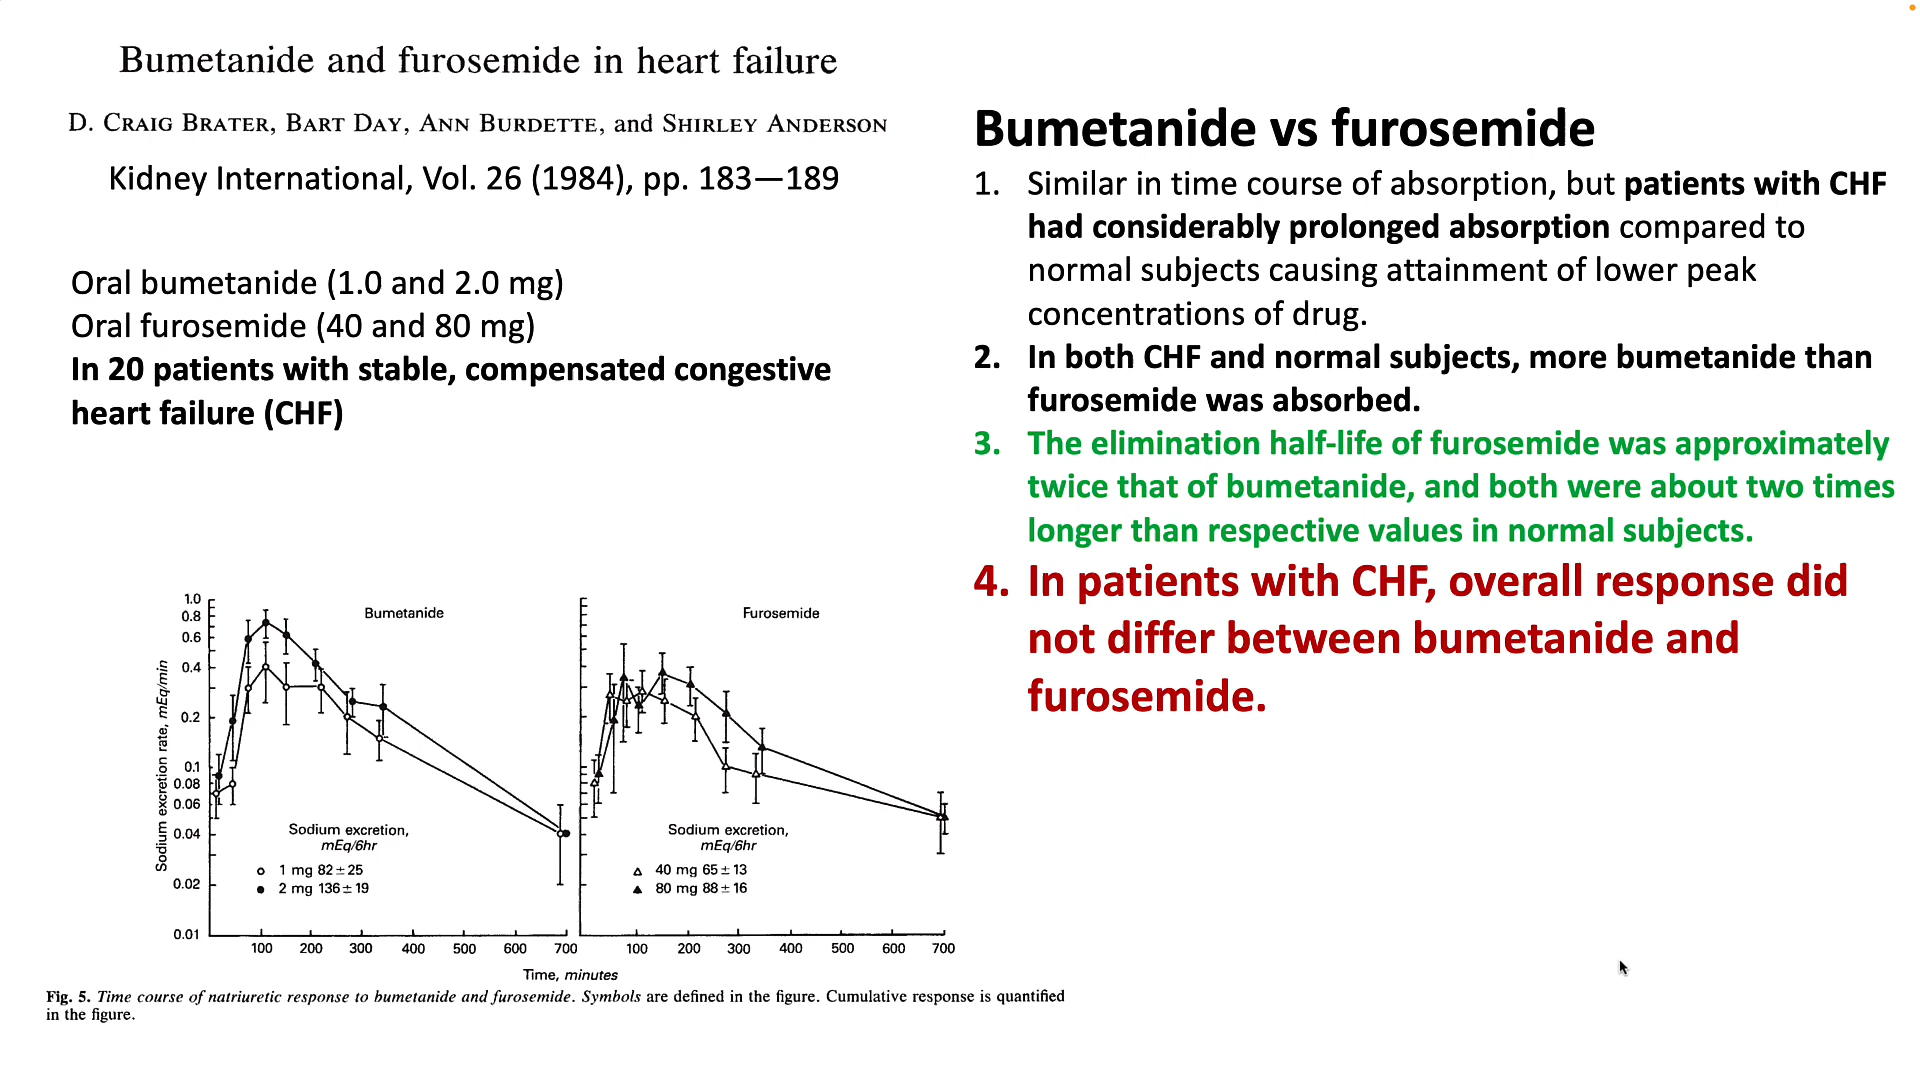 Bumetanide and furosemide in heart failure
D. CRAIG BRATER, BART DAY, ANN BURDETTE, and SHIRLEY ANDERSON
Kidney International, Vol. 26 (1984), pp. 183—189
Oral bumetanide (1.0 and 2.0 mg)
Oral furosemide (40 and 80 mg)
In 20 patients with stable, compensated congestive
heart failure (CHF)
Bumetanide vs furosemide
1. Similar in time course of absorption, but patients with CHF
had considerably prolonged absorption compared to
normal subjects causing attainment of lower peak
concentrations of drug.
2. In both CHF and normal subjects, more bumetanide than
furosemide was absorbed.
3. The elimination half-life of furosemide was approximately
twice that of bumetanide, and both were about two times
longer than respective values in normal subjects.
4. In patients with CHF, overall response did
not differ between bumetanide and
furosemide.
Sodium excretion rate, mEq/min
1.0
0.8
0.6
0.4
0.2
0.1
0.08
0.06
0.04
0.02
0.01
Bumetanide
Sodium excretion,
mEq/6hr
1 mg 82±25
2 mg 136±19
100 200 300 400 500 600 700
Furosemide
Sodium excretion,
mEq/6hr
40 mg 65±13
80 mg 88±16
100 200 300 400 500 600 700
Time, minutes
Fig. 5. Time course of natriuretic response to bumetanide and furosemide. Symbols are defined in the figure. Cumulative response is quantified
in the figure.